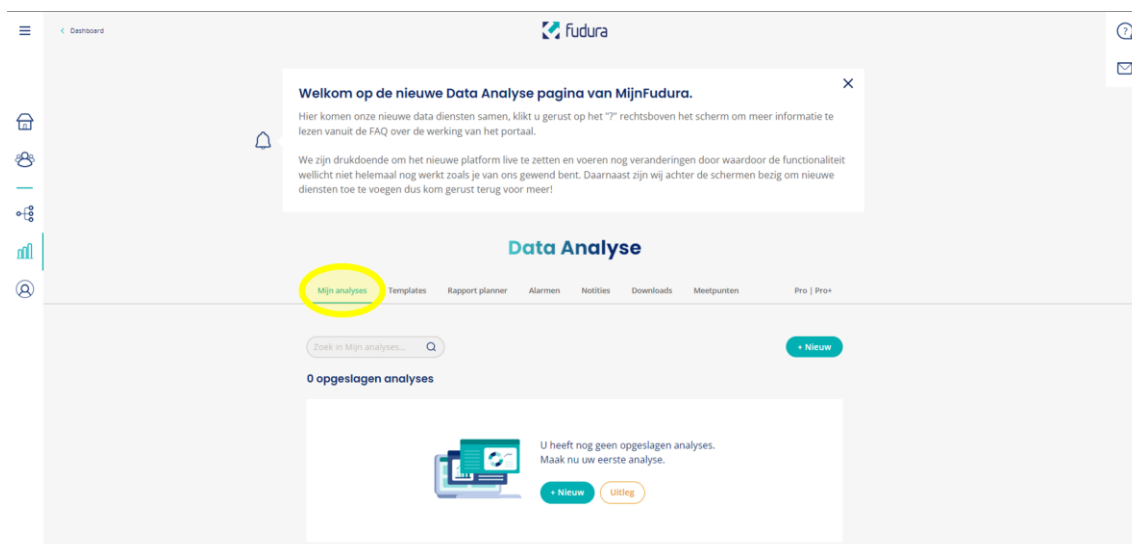 Dashboard
fudura
Welkom op de nieuwe Data Analyse pagina van MijnFudura.
Hier komen onze nieuwe data diensten samen, klikt u gerust op het "?" rechtsboven het scherm om meer informatie te
lezen vanuit de FAQ over de werking van het portaal.
We zijn drukdoende om het nieuwe platform live te zetten en voeren nog veranderingen door waardoor de functionaliteit
wellicht niet helemaal nog werkt zoals je van ons gewend bent. Daarnaast zijn wij achter de schermen bezig om nieuwe
diensten toe te voegen dus kom gerust terug voor meer!
Data Analyse
Mijn analyses Templates Rapport planner Alarmen Notities Downloads Meetpunten Pro | Pro+
Zoek in Mijn analyses...
+ Nieuw
0 opgeslagen analyses
U heeft nog geen opgeslagen analyses.
Maak nu uw eerste analyse.
+ Nieuw Uitleg